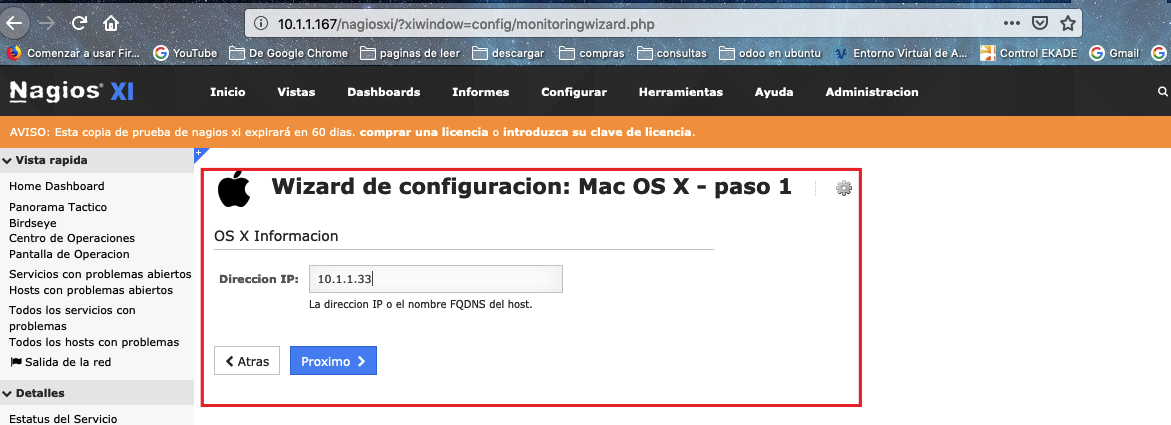 10.1.1.167/nagiosxi/?xiwindow=config/monitoringwizard.php
Comenzar a usar Fir... YouTube De Google Chrome paginas de leer descargar compras consultas odoo en ubuntu Entorno Virtual de A... Control EKADE Gmail
Nagios® XI Inicio Vistas Dashboards Informes Configurar Herramientas Ayuda Administracion
AVISO: Esta copia de prueba de nagios xi expirará en 60 dias. comprar una licencia o introduzca su clave de licencia.
Vista rapida
Home Dashboard
Panorama Tactico
Birdseye
Centro de Operaciones
Pantalla de Operacion
Servicios con problemas abiertos
Hosts con problemas abiertos
Todos los servicios con
problemas
Todos los hosts con problemas
Salida de la red
Detalles
Estatus del Servicio
Wizard de configuracion: Mac OS X - paso 1
OS X Informacion
Direccion IP: 10.1.1.33
La direccion IP o el nombre FQDNS del host.
Atras Proximo